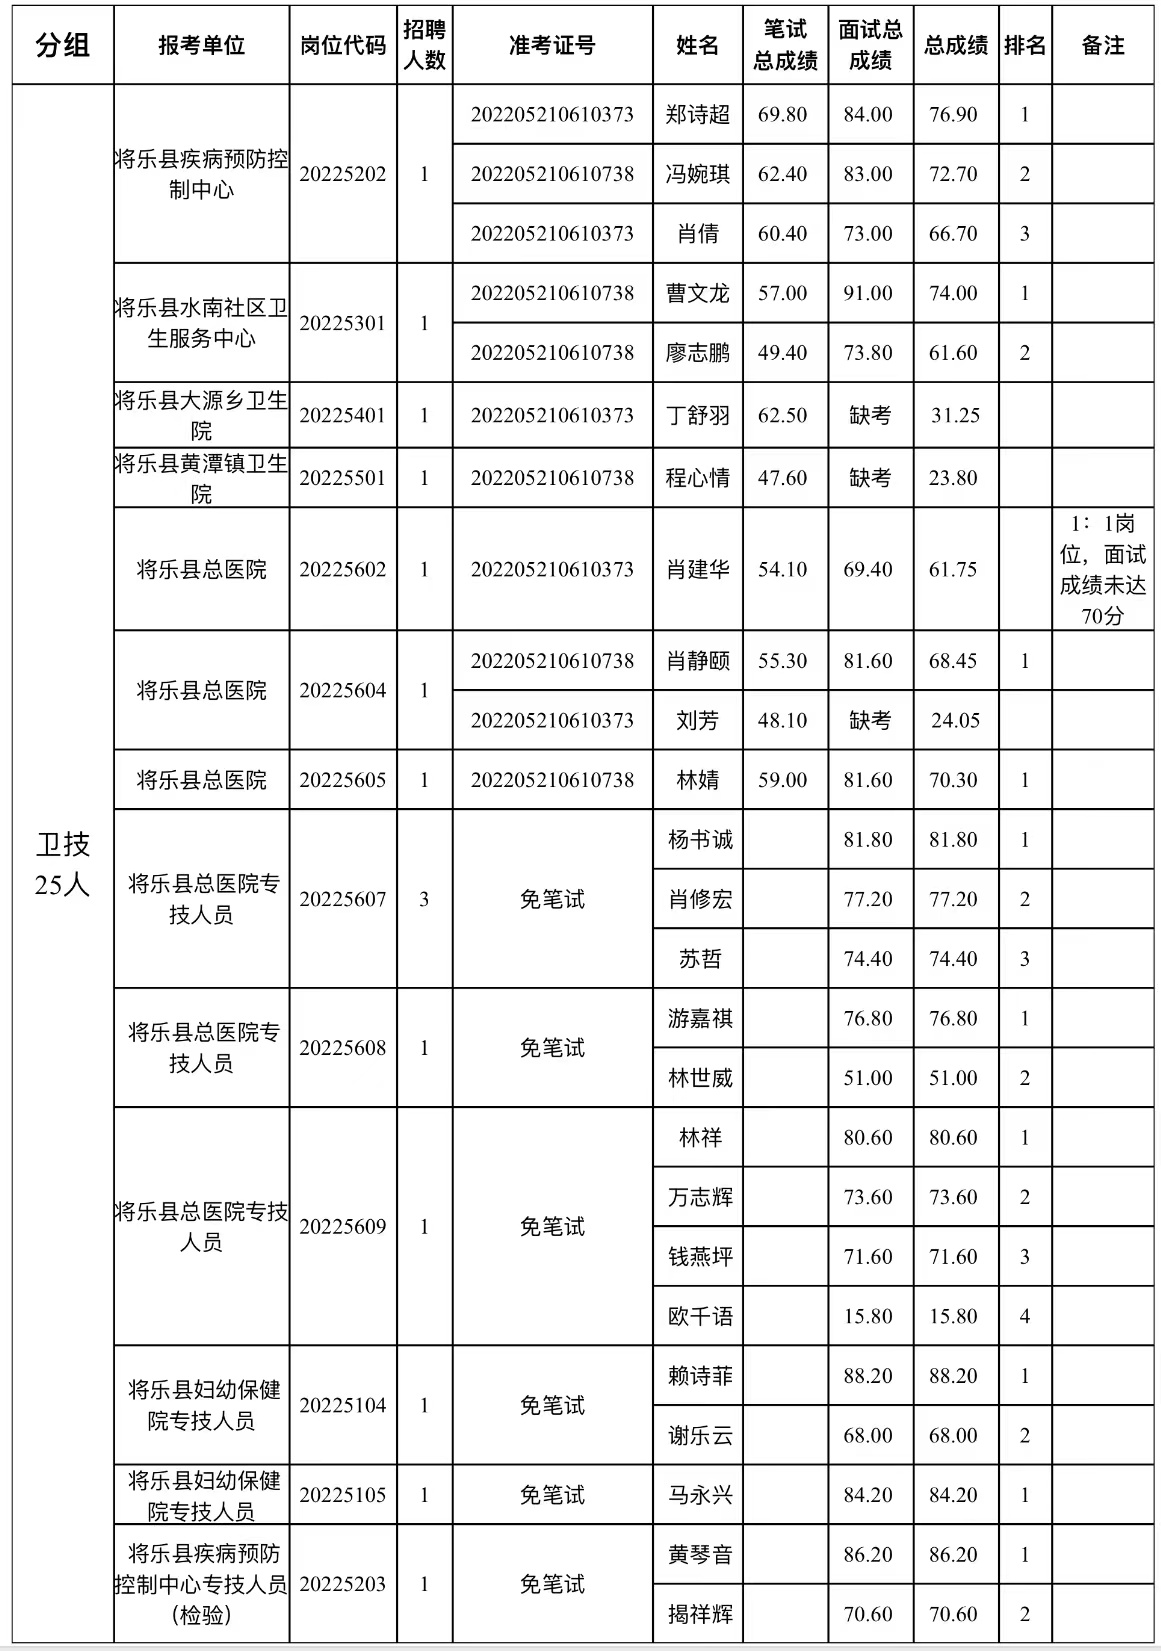 分组 报考单位 岗位代码 招聘人数 准考证号 姓名 笔试总成绩 面试总成绩 总成绩 排名 备注
卫技25人
将乐县疾病预防控制中心 20225202 1 202205210610373 郑诗超 69.80 84.00 76.90 1
202205210610738 冯婉琪 62.40 83.00 72.70 2
202205210610373 肖倩 60.40 73.00 66.70 3
将乐县水南社区卫生服务中心 20225301 1 202205210610738 曹文龙 57.00 91.00 74.00 1
202205210610738 廖志鹏 49.40 73.80 61.60 2
将乐县大源乡卫生院 20225401 1 202205210610373 丁舒羽 62.50 缺考 31.25
将乐县黄潭镇卫生院 20225501 1 202205210610738 程心情 47.60 缺考 23.80
将乐县总医院 20225602 1 202205210610373 肖建华 54.10 69.40 61.75 1：1岗位，面试成绩未达70分
将乐县总医院 20225604 1 202205210610738 肖静颐 55.30 81.60 68.45 1
202205210610373 刘芳 48.10 缺考 24.05
将乐县总医院 20225605 1 202205210610738 林婧 59.00 81.60 70.30 1
将乐县总医院专技人员 20225607 3 免笔试 杨书诚 81.80 81.80 1
肖修宏 77.20 77.20 2
苏哲 74.40 74.40 3
将乐县总医院专技人员 20225608 1 免笔试 游嘉祺 76.80 76.80 1
林世威 51.00 51.00 2
将乐县总医院专技人员 20225609 1 免笔试 林祥 80.60 80.60 1
万志辉 73.60 73.60 2
钱燕坪 71.60 71.60 3
欧千语 15.80 15.80 4
将乐县妇幼保健院专技人员 20225104 1 免笔试 赖诗菲 88.20 88.20 1
谢乐云 68.00 68.00 2
将乐县妇幼保健院专技人员 20225105 1 免笔试 马永兴 84.20 84.20 1
将乐县疾病预防控制中心专技人员（检验） 20225203 1 免笔试 黄琴音 86.20 86.20 1
揭祥辉 70.60 70.60 2